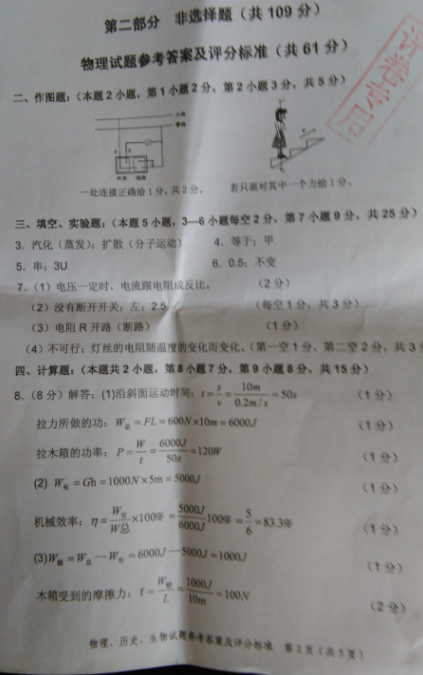 第二部分 非选择题（共 109 分）
评卷专用
物理试题参考答案及评分标准（共 61 分）
二、作图题：（本题 2 小题，第 1 小题 2 分，第 2 小题 3 分，共 5 分）
一处连接正确给 1 分，共 2 分。 若只画对其中一个力给 1 分。
三、填空、实验题：（本题 5 小题，3—6 小题每空 2 分，第 7 小题 9 分，共 25 分）
3．汽化（蒸发）；扩散（分子运动） 4．等于；甲
5．串；3U 6．0.5；不变
7．（1）电压一定时，电流跟电阻成反比。 （2 分）
（2）没有断开开关；左；2.5； （每空 1 分，共 3 分）
（3）电阻 R 开路（断路） （1 分）
（4）不可行；灯丝的电阻随温度的变化而变化。（第一空 1 分，第二空 2 分，共 3
四、计算题：（本题共 2 小题，第 8 小题 7 分，第 9 小题 8 分，共 15 分）
8．（8 分）解答：(1)沿斜面运动时间：t = s/v = 10m/0.2m/s = 50s （1 分）
拉力所做的功：W总 = FL = 600N×10m = 6000J （1 分）
拉木箱的功率：P = W/t = 6000J/50s = 120W （1 分）
(2) W有 = Gh = 1000N×5m = 5000J （1 分）
机械效率：η = W有/W总 ×100% = 5000J/6000J 100% = 5/6 = 83.3% （1 分）
(3)W额 = W总 — W有 = 6000J — 5000J = 1000J （1 分）
木箱受到的摩擦力：f = W额/L = 1000J/10m = 100N （2 分）
物理、历史、生物试题参考答案及评分标准 第 2 页（共 5 页）